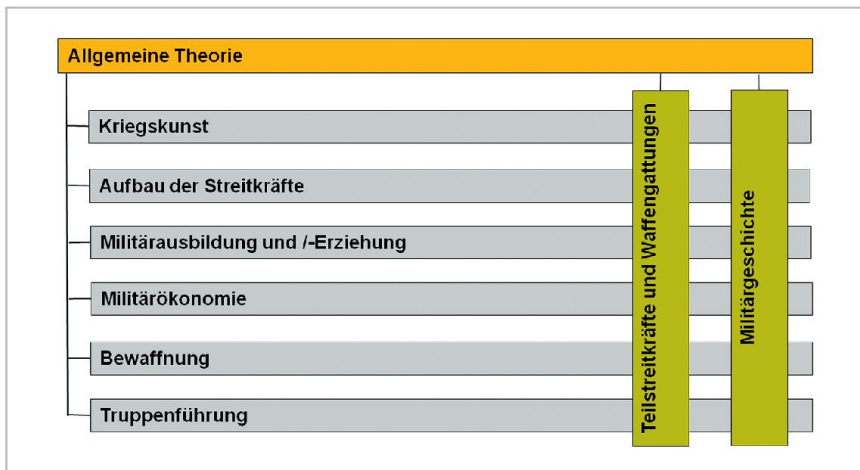 Allgemeine Theorie
Kriegskunst
Aufbau der Streitkräfte
Militärausbildung und /-Erziehung
Militärökonomie
Bewaffnung
Truppenführung
Teilstreitkräfte und Waffengattungen
Militärgeschichte